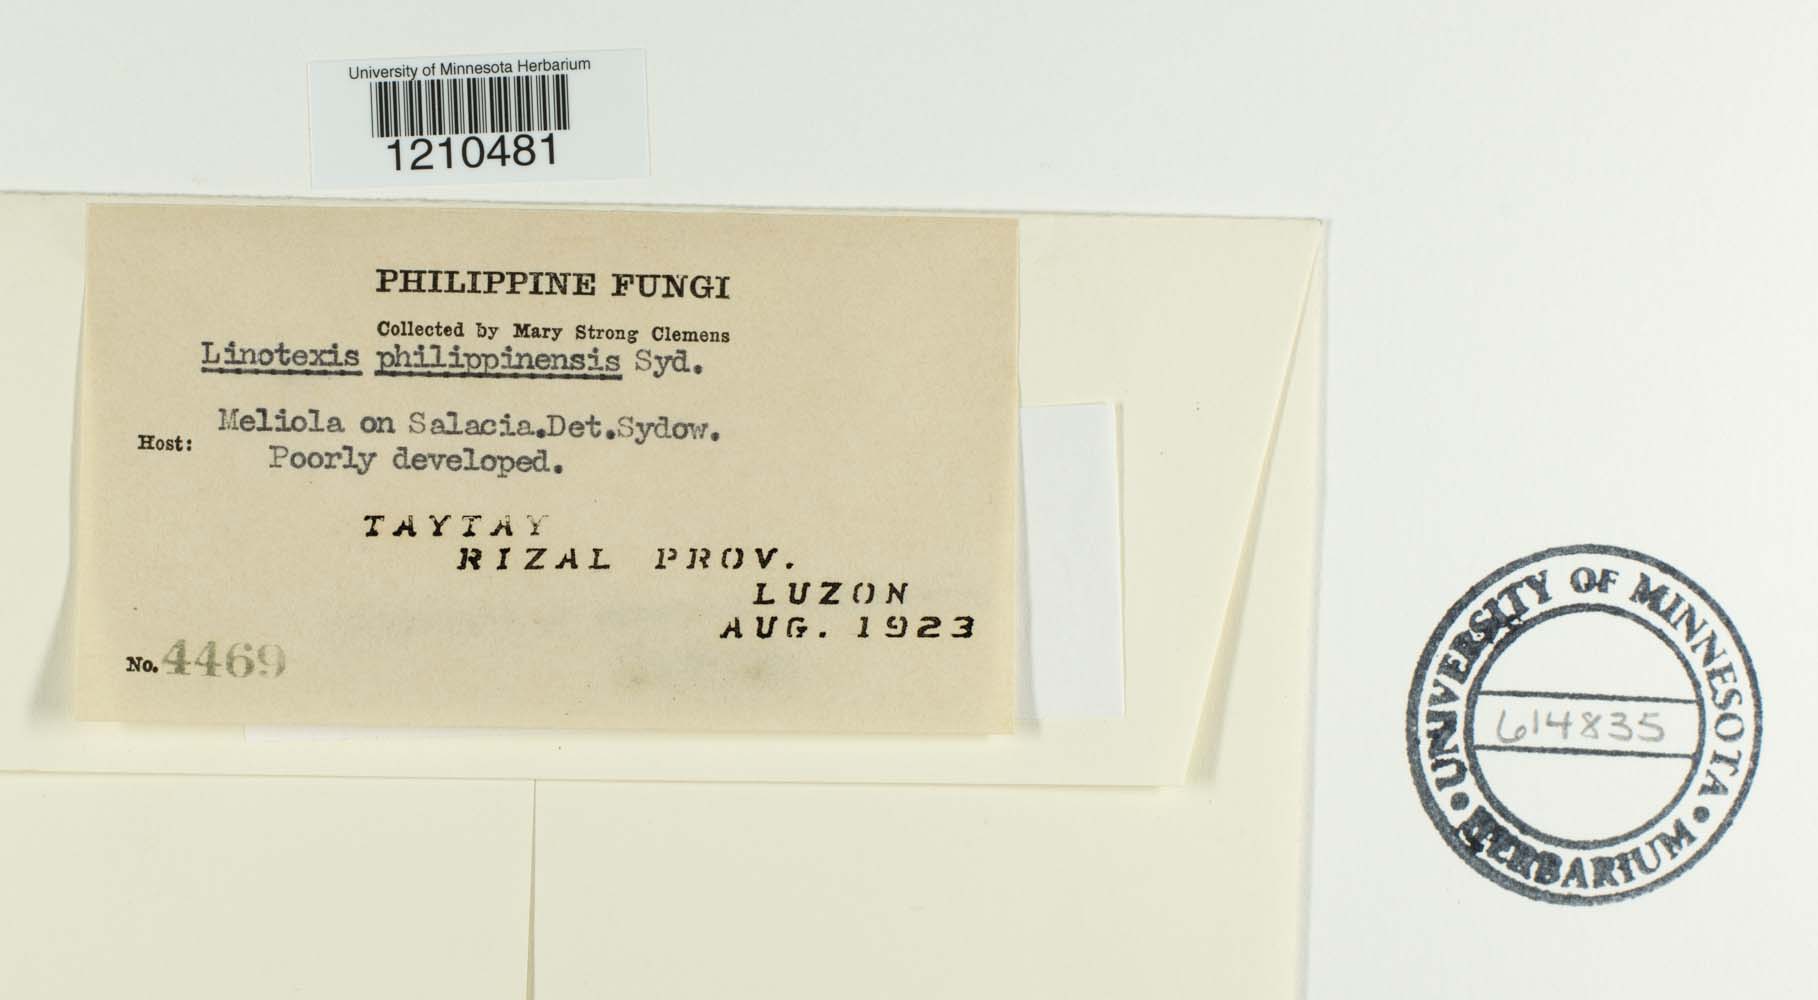 University of Minnesota Herbarium
1210481
PHILIPPINE FUNGI
Collected by Mary Strong Clemens
Linotexis philippinensis Syd.
Host: Meliola on Salacia.Det.Sydow.
Poorly developed.
TAYTAY
RIZAL PROV.
LUZON
AUG. 1923
No. 4469
UNIVERSITY OF MINNESOTA
614835
• HERBARIUM •